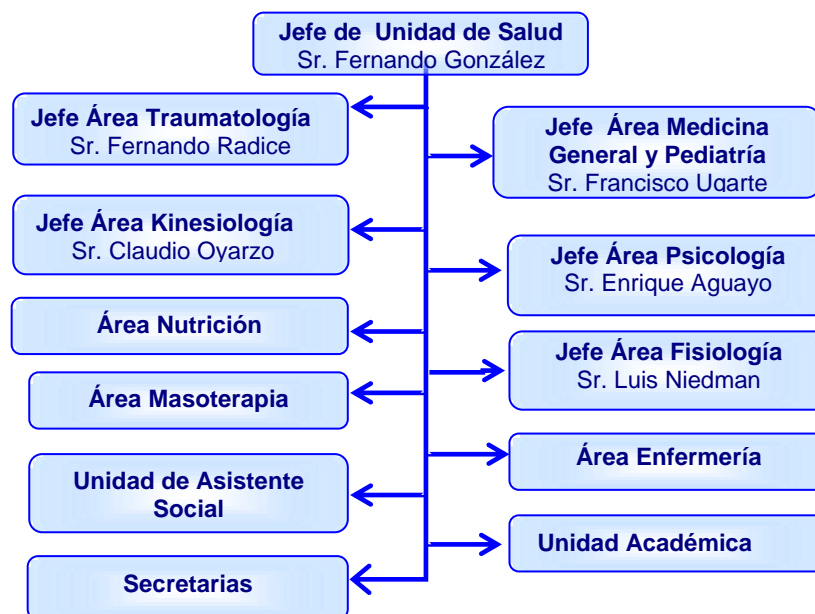 Jefe de Unidad de Salud
Sr. Fernando González
Jefe Área Traumatología
Sr. Fernando Radice
Jefe Área Medicina
General y Pediatría
Sr. Francisco Ugarte
Jefe Área Kinesiología
Sr. Claudio Oyarzo
Jefe Área Psicología
Sr. Enrique Aguayo
Área Nutrición
Jefe Área Fisiología
Sr. Luis Niedman
Área Masoterapia
Área Enfermería
Unidad de Asistente
Social
Unidad Académica
Secretarias